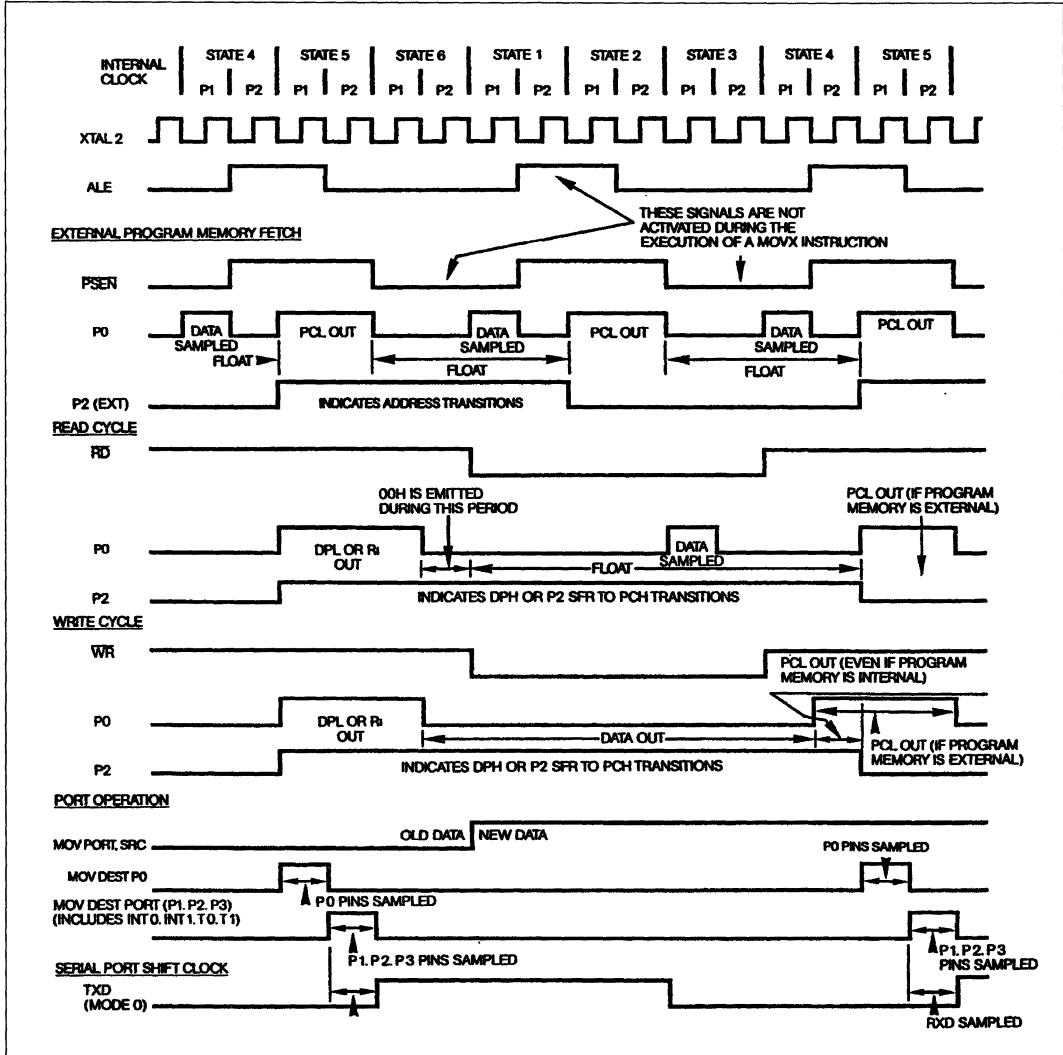 INTERNAL CLOCK
STATE 4 STATE 5 STATE 6 STATE 1 STATE 2 STATE 3 STATE 4 STATE 5
P1 P2 P1 P2 P1 P2 P1 P2 P1 P2 P1 P2 P1 P2 P1 P2
XTAL 2
ALE
THESE SIGNALS ARE NOT
ACTIVATED DURING THE
EXECUTION OF A MOVX INSTRUCTION
EXTERNAL PROGRAM MEMORY FETCH
PSEN
P0
DATA SAMPLED
FLOAT
PCL OUT
DATA SAMPLED
FLOAT
PCL OUT
DATA SAMPLED
FLOAT
PCL OUT
P2 (EXT)
INDICATES ADDRESS TRANSITIONS
READ CYCLE
RD
00H IS EMITTED
DURING THIS PERIOD
PCL OUT (IF PROGRAM
MEMORY IS EXTERNAL)
P0
DPL OR Ri
OUT
DATA
SAMPLED
FLOAT
P2
INDICATES DPH OR P2 SFR TO PCH TRANSITIONS
WRITE CYCLE
WR
PCL OUT (EVEN IF PROGRAM
MEMORY IS INTERNAL)
P0
DPL OR Ri
OUT
DATA OUT
PCL OUT (IF PROGRAM
MEMORY IS EXTERNAL)
P2
INDICATES DPH OR P2 SFR TO PCH TRANSITIONS
PORT OPERATION
MOV PORT, SRC
OLD DATA NEW DATA
MOV DEST P0
P0 PINS SAMPLED
P0 PINS SAMPLED
MOV DEST PORT (P1. P2. P3)
(INCLUDES INT 0. INT 1. T 0. T 1)
P1. P2. P3 PINS SAMPLED
P1. P2. P3
PINS SAMPLED
SERIAL PORT SHIFT CLOCK
TXD
(MODE 0)
RXD SAMPLED